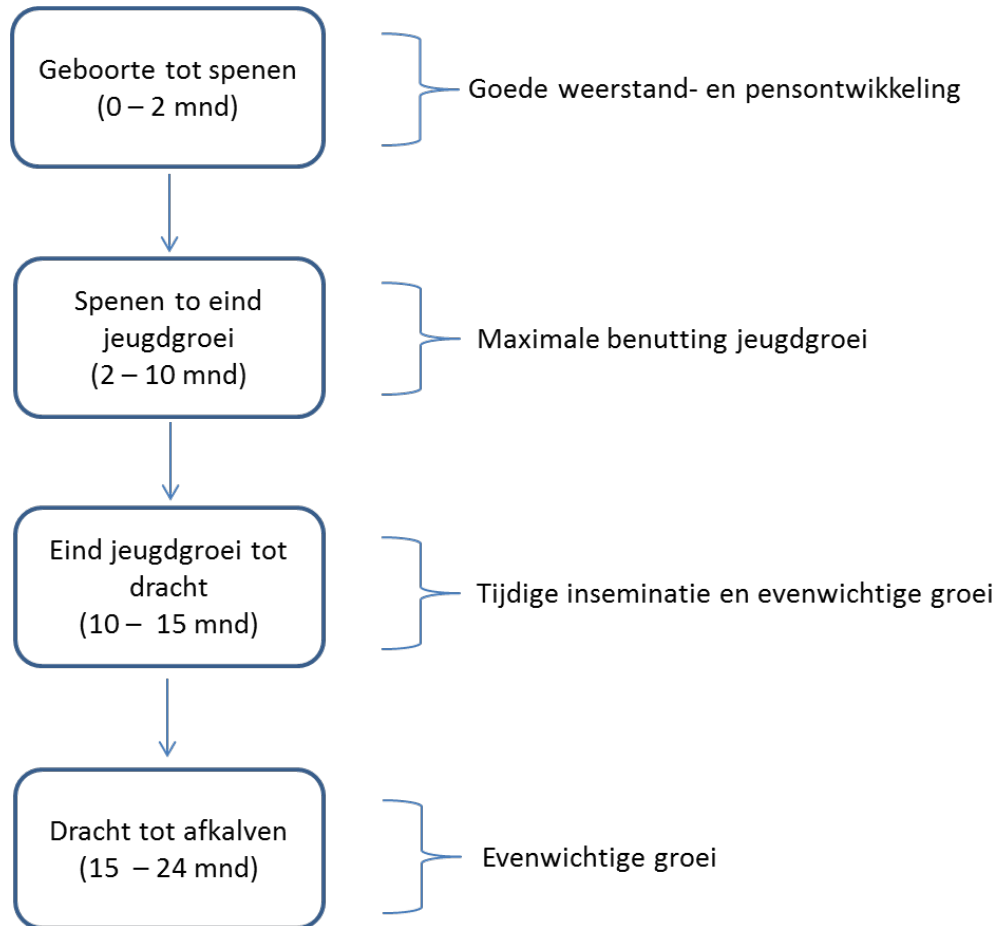 Geboorte tot spenen
(0 – 2 mnd)
Goede weerstand- en pensontwikkeling
Spenen to eind
jeugdgroei
(2 – 10 mnd)
Maximale benutting jeugdgroei
Eind jeugdgroei tot
dracht
(10 – 15 mnd)
Tijdige inseminatie en evenwichtige groei
Dracht tot afkalven
(15 – 24 mnd)
Evenwichtige groei